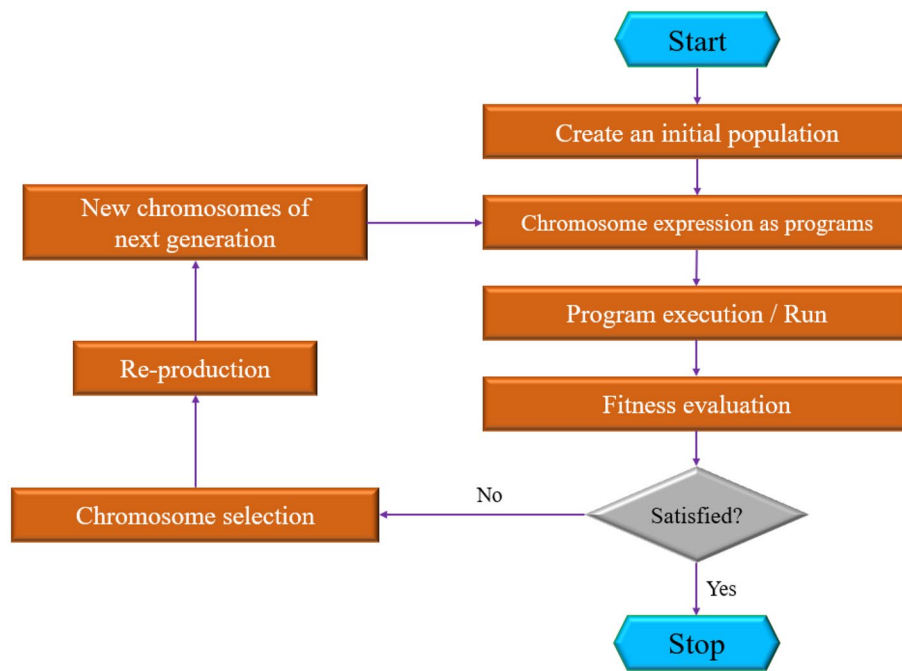 Start
Create an initial population
New chromosomes of
next generation
Chromosome expression as programs
Program execution / Run
Re-production
Fitness evaluation
Chromosome selection
No
Satisfied?
Yes
Stop